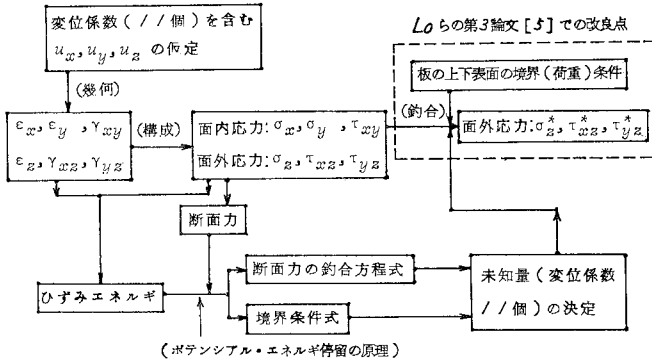 変位係数(11個)を含む
u_x, u_y, u_z の仮定
Loらの第3論文[5]での改良点
板の上下表面の境界(荷重)条件
(幾何)
ε_x, ε_y , γ_xy
ε_z, γ_xz, γ_yz
(構成)
面内応力: σ_x, σ_y , τ_xy
面外応力: σ_z, τ_xz, τ_yz
(釣合)
面外応力: σ_z^*, τ_xz^*, τ_yz^*
断面力
ひずみエネルギ
断面力の釣合方程式
境界条件式
未知量(変位係数
11個)の決定
(ポテンシャル・エネルギ停留の原理)